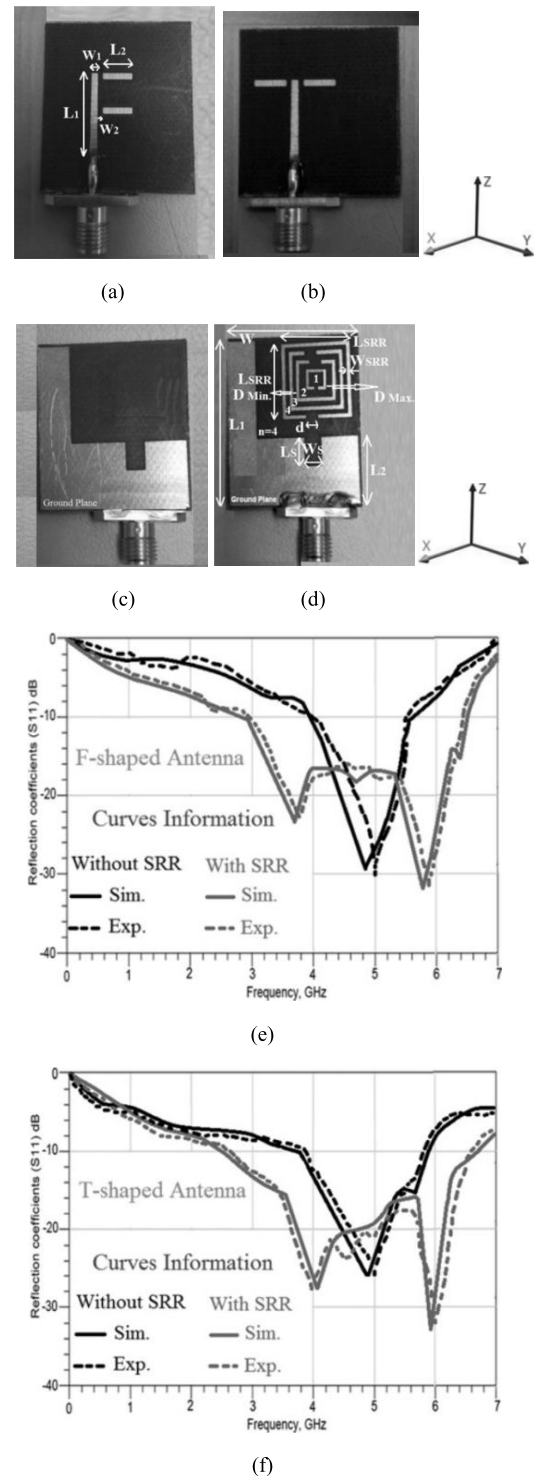 W1
L2
L1
W2
Z
X
Y
(a)
(b)
W
LSRR
WSRR
LSRR
1
2
3
4
D Min.
D Max.
n=4
d
L1
LS
WS
L2
Ground Plane
Ground Plane
Z
X
Y
(c)
(d)
Reflection coefficients (S11) dB
0
-10
-20
-30
-40
F-shaped Antenna
Curves Information
Without SRR
With SRR
Sim.
Sim.
Exp.
Exp.
0 1 2 3 4 5 6 7
Frequency, GHz
(e)
Reflection coefficients (S11) dB
0
-10
-20
-30
-40
T-shaped Antenna
Curves Information
Without SRR
With SRR
Sim.
Sim.
Exp.
Exp.
0 1 2 3 4 5 6 7
Frequency, GHz
(f)